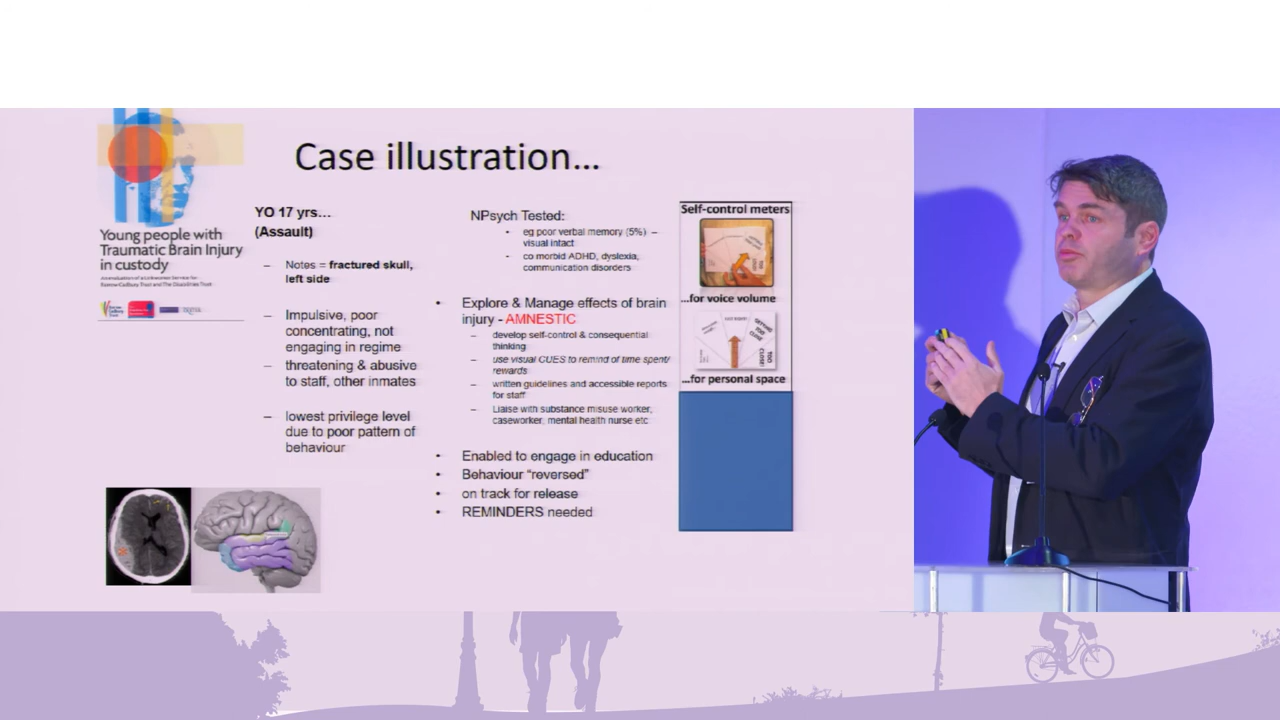 Case illustration...
Young people with
Traumatic Brain Injury
in custody
YO 17 yrs...
(Assault)
– Notes = fractured skull,
left side
– Impulsive, poor
concentrating, not
engaging in regime
– threatening & abusive
to staff, other inmates
– lowest privilege level
due to poor pattern of
behaviour
NPsych Tested:
• eg poor verbal memory (5%) –
visual intact
• co morbid ADHD, dyslexia,
communication disorders
• Explore & Manage effects of brain
injury - AMNESTIC
– develop self-control & consequential
thinking
– use visual CUES to remind of time spent/
rewards
– written guidelines and accessible reports
for staff
– Liaise with substance misuse worker,
caseworker, mental health nurse etc
• Enabled to engage in education
• Behaviour “reversed”
• on track for release
• REMINDERS needed
Self-control meters
...for voice volume
TOO
CLOSE!
...for personal space